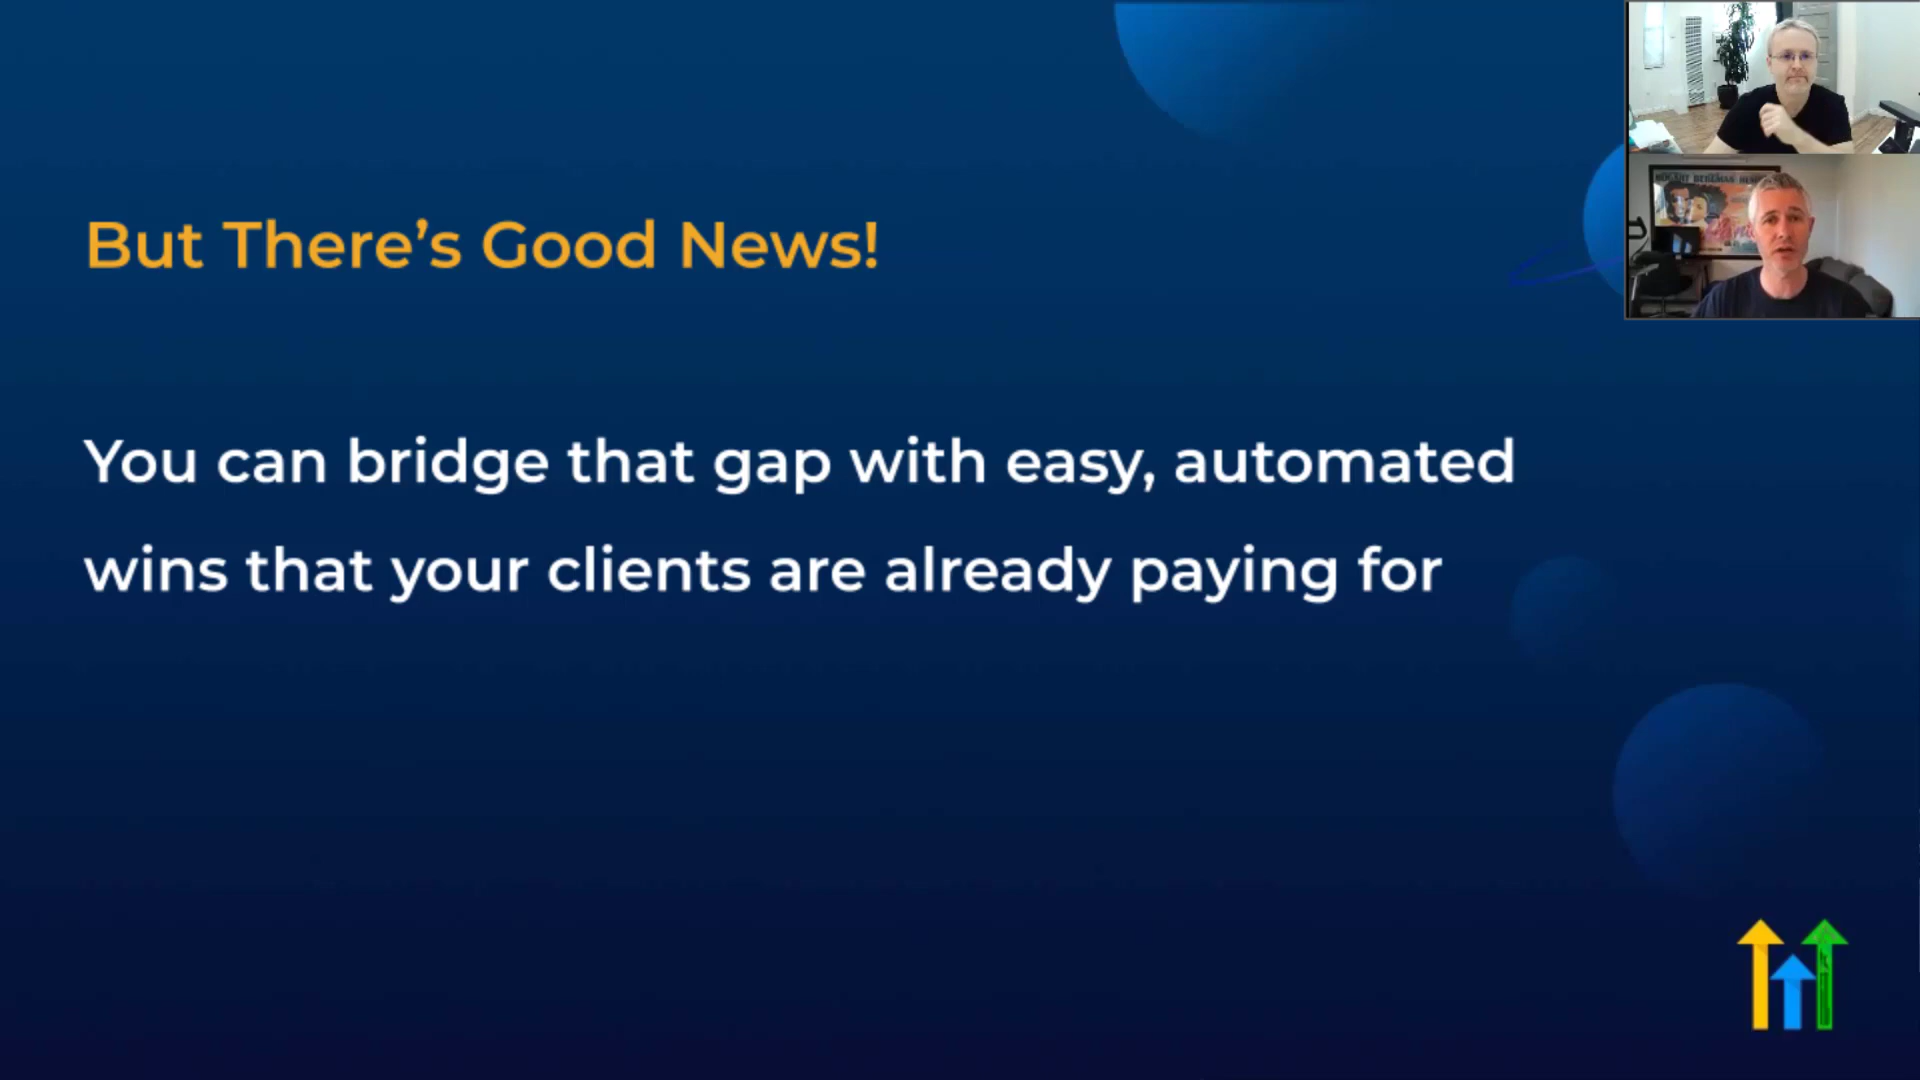 But There's Good News!
You can bridge that gap with easy, automated
wins that your clients are already paying for